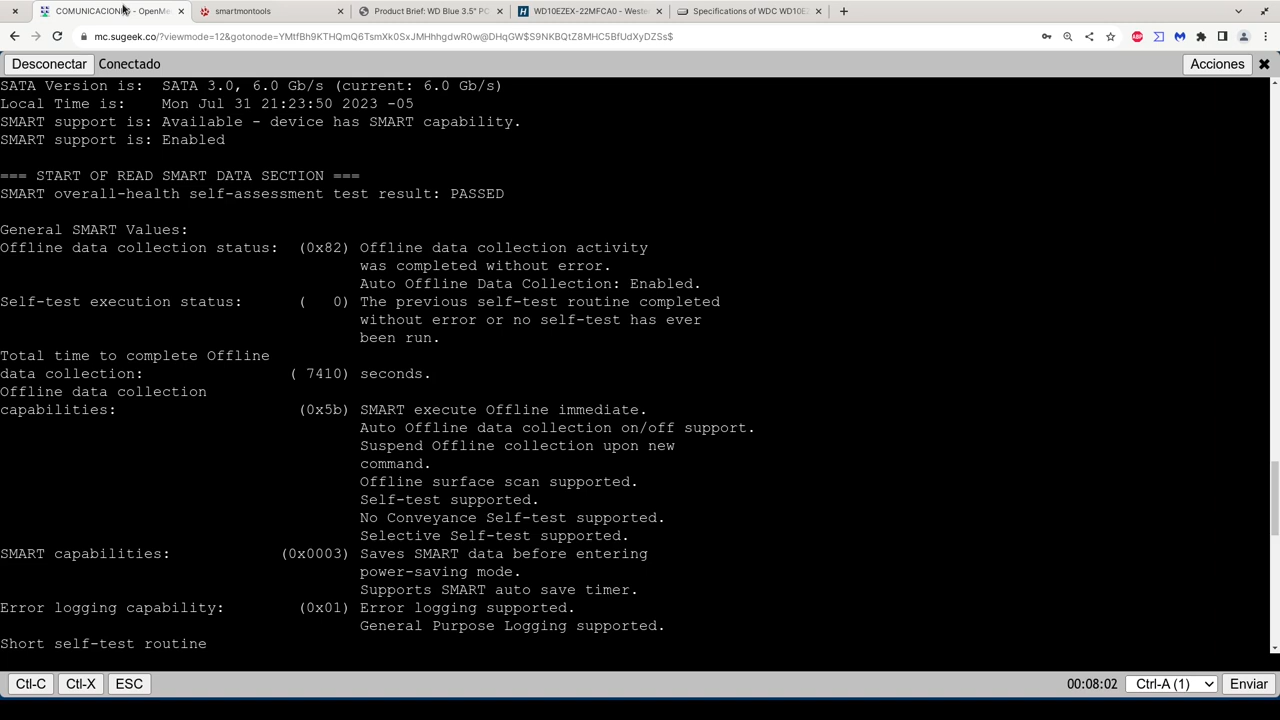 COMUNICACION - OpenMe
smartmontools
Product Brief: WD Blue 3.5" PC
WD10EZEX-22MFCA0 - Weste
Specifications of WDC WD10EZ
mc.sugeek.co/?viewmode=12&gotonode=YMtfBh9KTHQmQ6TsmXk0SxJMHhhgdwR0w@DHqGW$S9NKBQtZ8MHC5BfUdXyDZSs$
Desconectar Conectado Acciones
SATA Version is:  SATA 3.0, 6.0 Gb/s (current: 6.0 Gb/s)
Local Time is:    Mon Jul 31 21:23:50 2023 -05
SMART support is: Available - device has SMART capability.
SMART support is: Enabled
=== START OF READ SMART DATA SECTION ===
SMART overall-health self-assessment test result: PASSED
General SMART Values:
Offline data collection status:  (0x82) Offline data collection activity
was completed without error.
Auto Offline Data Collection: Enabled.
Self-test execution status:      (   0) The previous self-test routine completed
without error or no self-test has ever
been run.
Total time to complete Offline
data collection:                ( 7410) seconds.
Offline data collection
capabilities:                    (0x5b) SMART execute Offline immediate.
Auto Offline data collection on/off support.
Suspend Offline collection upon new
command.
Offline surface scan supported.
Self-test supported.
No Conveyance Self-test supported.
Selective Self-test supported.
SMART capabilities:            (0x0003) Saves SMART data before entering
power-saving mode.
Supports SMART auto save timer.
Error logging capability:        (0x01) Error logging supported.
General Purpose Logging supported.
Short self-test routine
Ctl-C Ctl-X ESC 00:08:02 Ctrl-A (1) Enviar